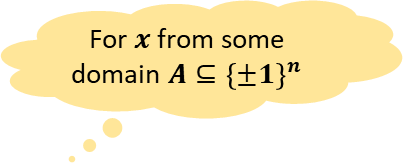 For 𝒙 from some
domain 𝑨 ⊆ {±𝟏}ⁿ